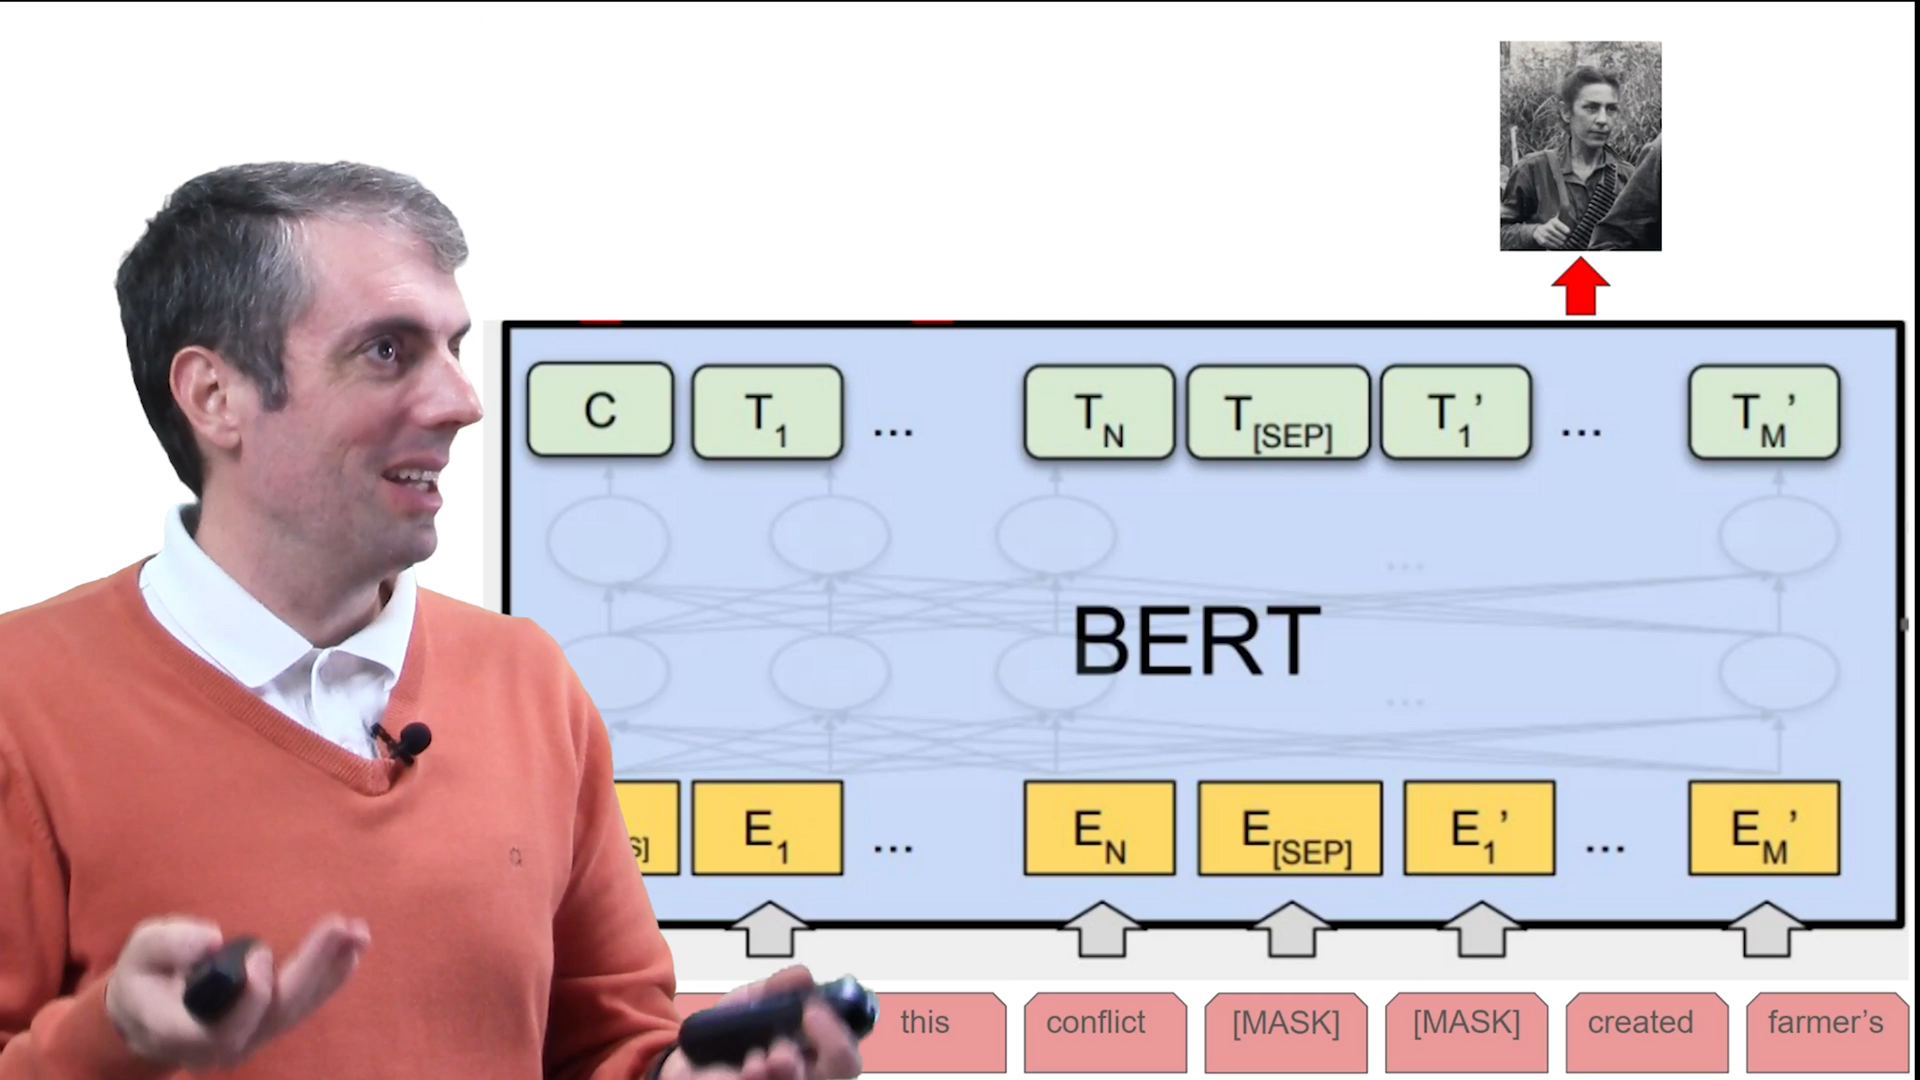 C T1 ... TN T[SEP] T1’ ... TM’
...
BERT
...
S] E1 ... EN E[SEP] E1’ ... EM’
this conflict [MASK] [MASK] created farmer’s